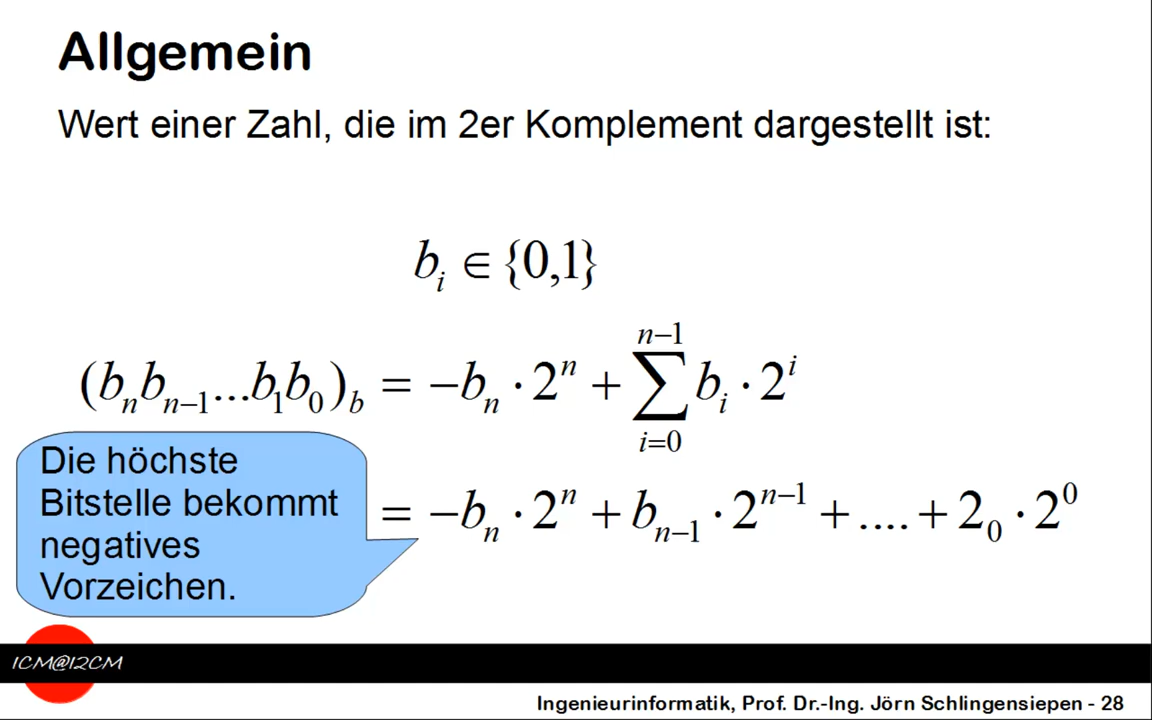 Allgemein
Wert einer Zahl, die im 2er Komplement dargestellt ist:
b_i ∈ {0,1}
(b_n b_{n−1}...b_1 b_0)_b = −b_n · 2^n + ∑_{i=0}^{n−1} b_i · 2^i
= −b_n · 2^n + b_{n−1} · 2^{n−1} + .... + 2_0 · 2^0
Die höchste
Bitstelle bekommt
negatives
Vorzeichen.
1CM@12CM
Ingenieurinformatik, Prof. Dr.-Ing. Jörn Schlingensiepen - 28